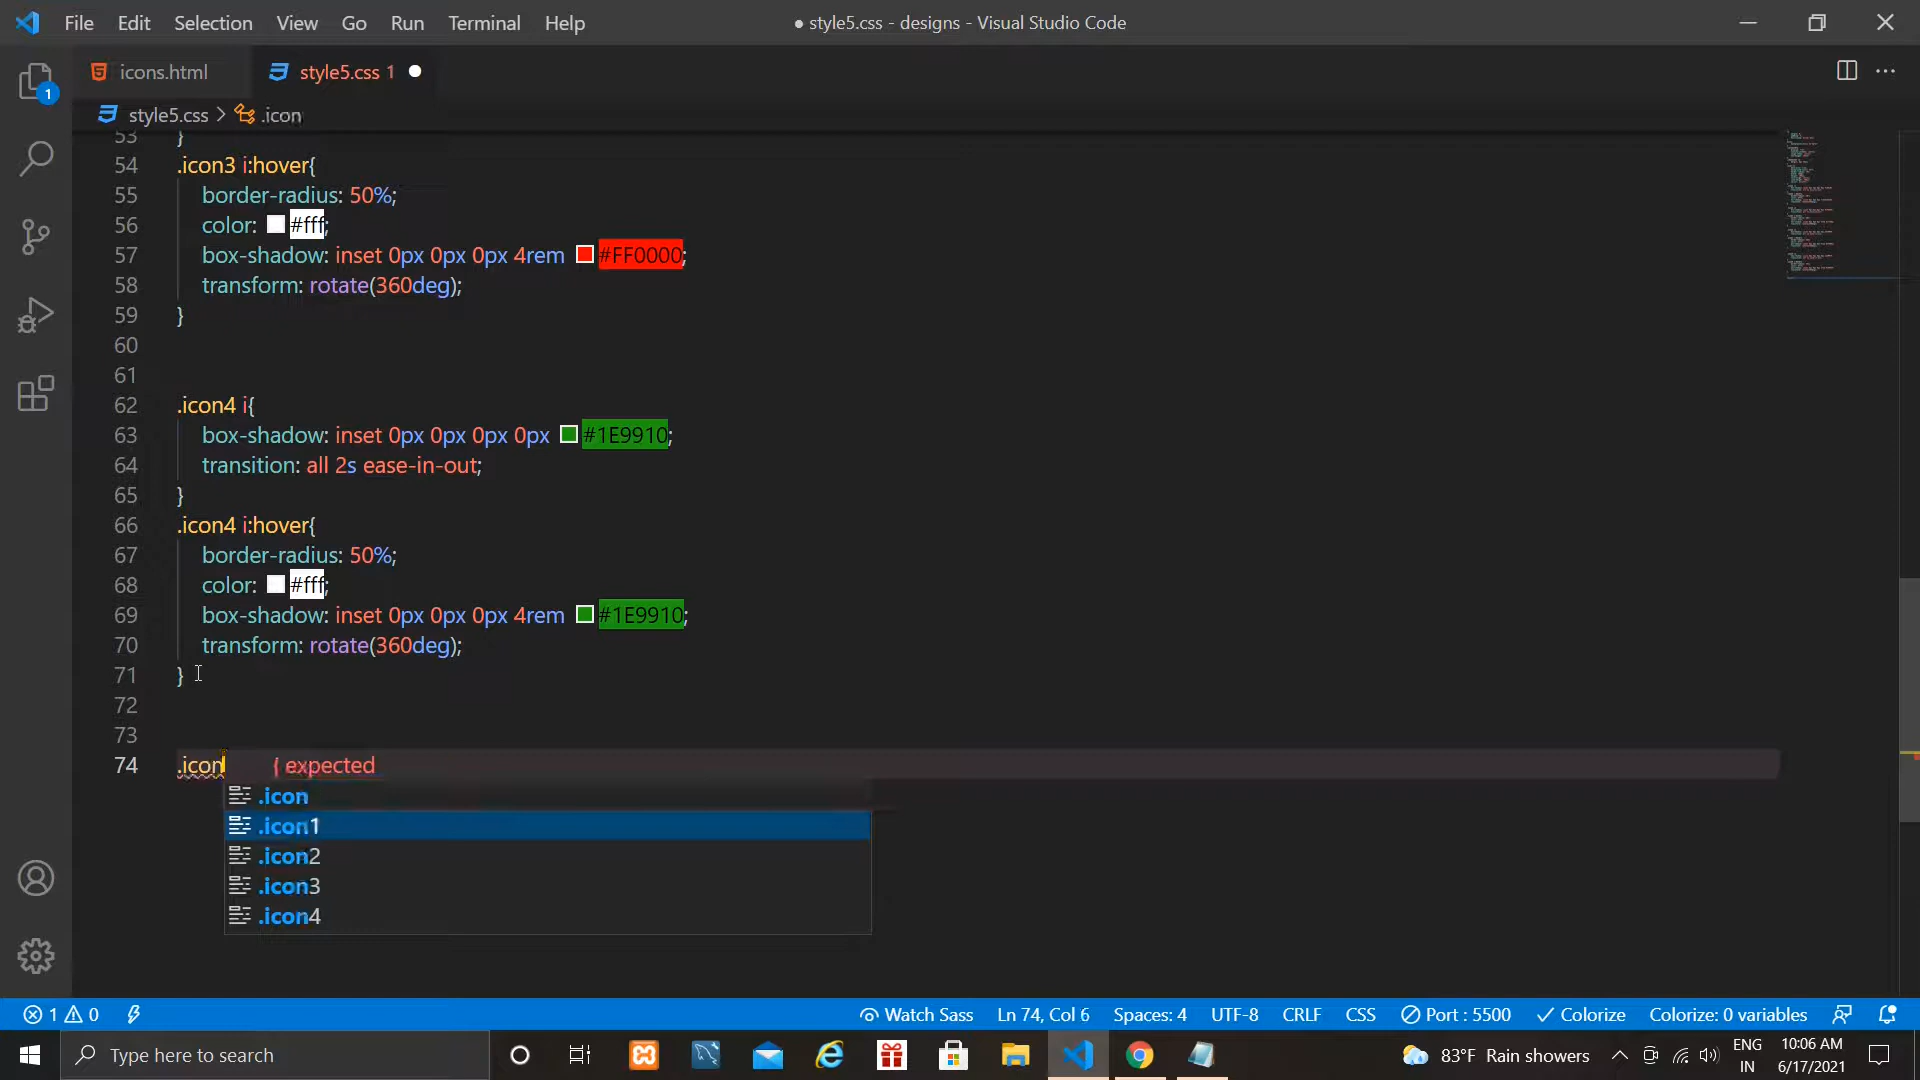 File Edit Selection View Go Run Terminal Help
● style5.css - designs - Visual Studio Code
icons.html
style5.css 1 ●
style5.css > .icon
53 }
54 .icon3 i:hover{
55 border-radius: 50%;
56 color: #fff;
57 box-shadow: inset 0px 0px 0px 4rem #FF0000;
58 transform: rotate(360deg);
59 }
60
61
62 .icon4 i{
63 box-shadow: inset 0px 0px 0px 0px #1E9910;
64 transition: all 2s ease-in-out;
65 }
66 .icon4 i:hover{
67 border-radius: 50%;
68 color: #fff;
69 box-shadow: inset 0px 0px 0px 4rem #1E9910;
70 transform: rotate(360deg);
71 }
72
73
74 .icon { expected
.icon
.icon1
.icon2
.icon3
.icon4
1
1 0 Watch Sass Ln 74, Col 6 Spaces: 4 UTF-8 CRLF CSS Port : 5500 Colorize Colorize: 0 variables
Type here to search
83°F Rain showers
ENG
IN
10:06 AM
6/17/2021